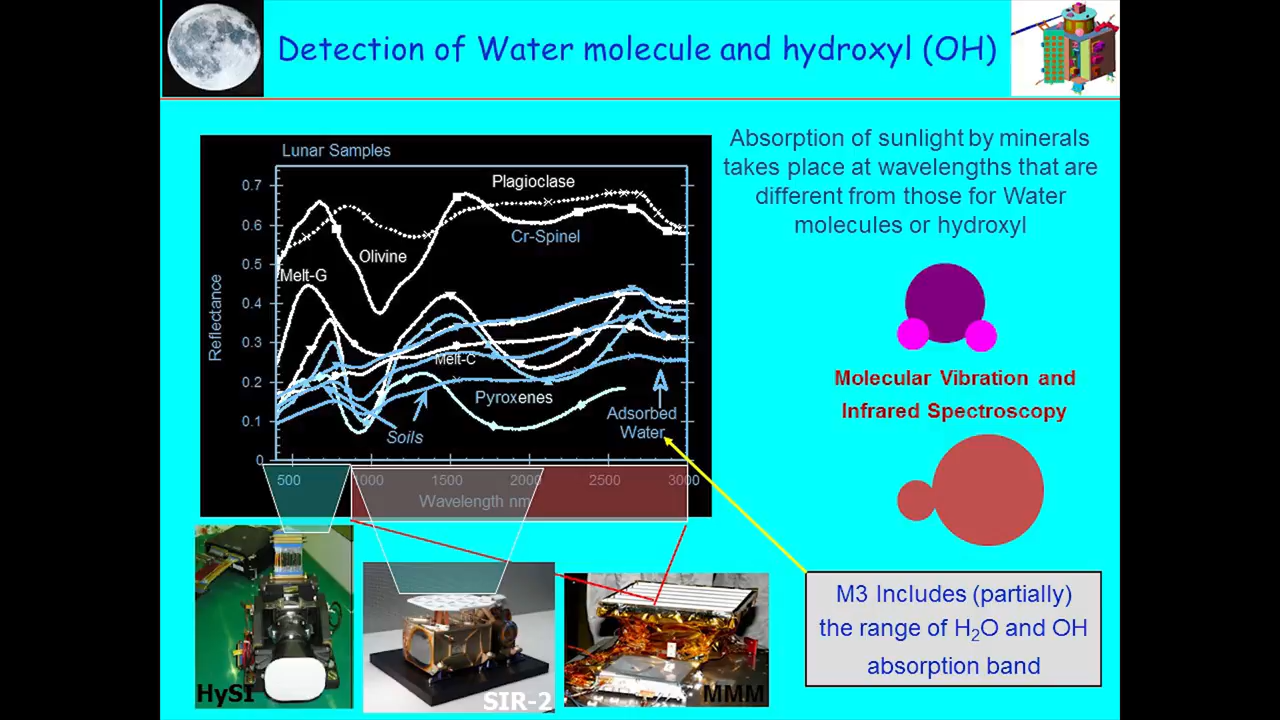 Detection of Water molecule and hydroxyl (OH)
Lunar Samples
0.7
0.6
0.5
0.4
0.3
0.2
0.1
0
Reflectance
Plagioclase
Cr-Spinel
Olivine
Melt-G
Melt-C
Pyroxenes
Soils
Adsorbed
Water
500
1000
1500
2000
2500
3000
Wavelength nm
Absorption of sunlight by minerals
takes place at wavelengths that are
different from those for Water
molecules or hydroxyl
Molecular Vibration and
Infrared Spectroscopy
HySI
SIR-2
MMM
M3 Includes (partially)
the range of H₂O and OH
absorption band